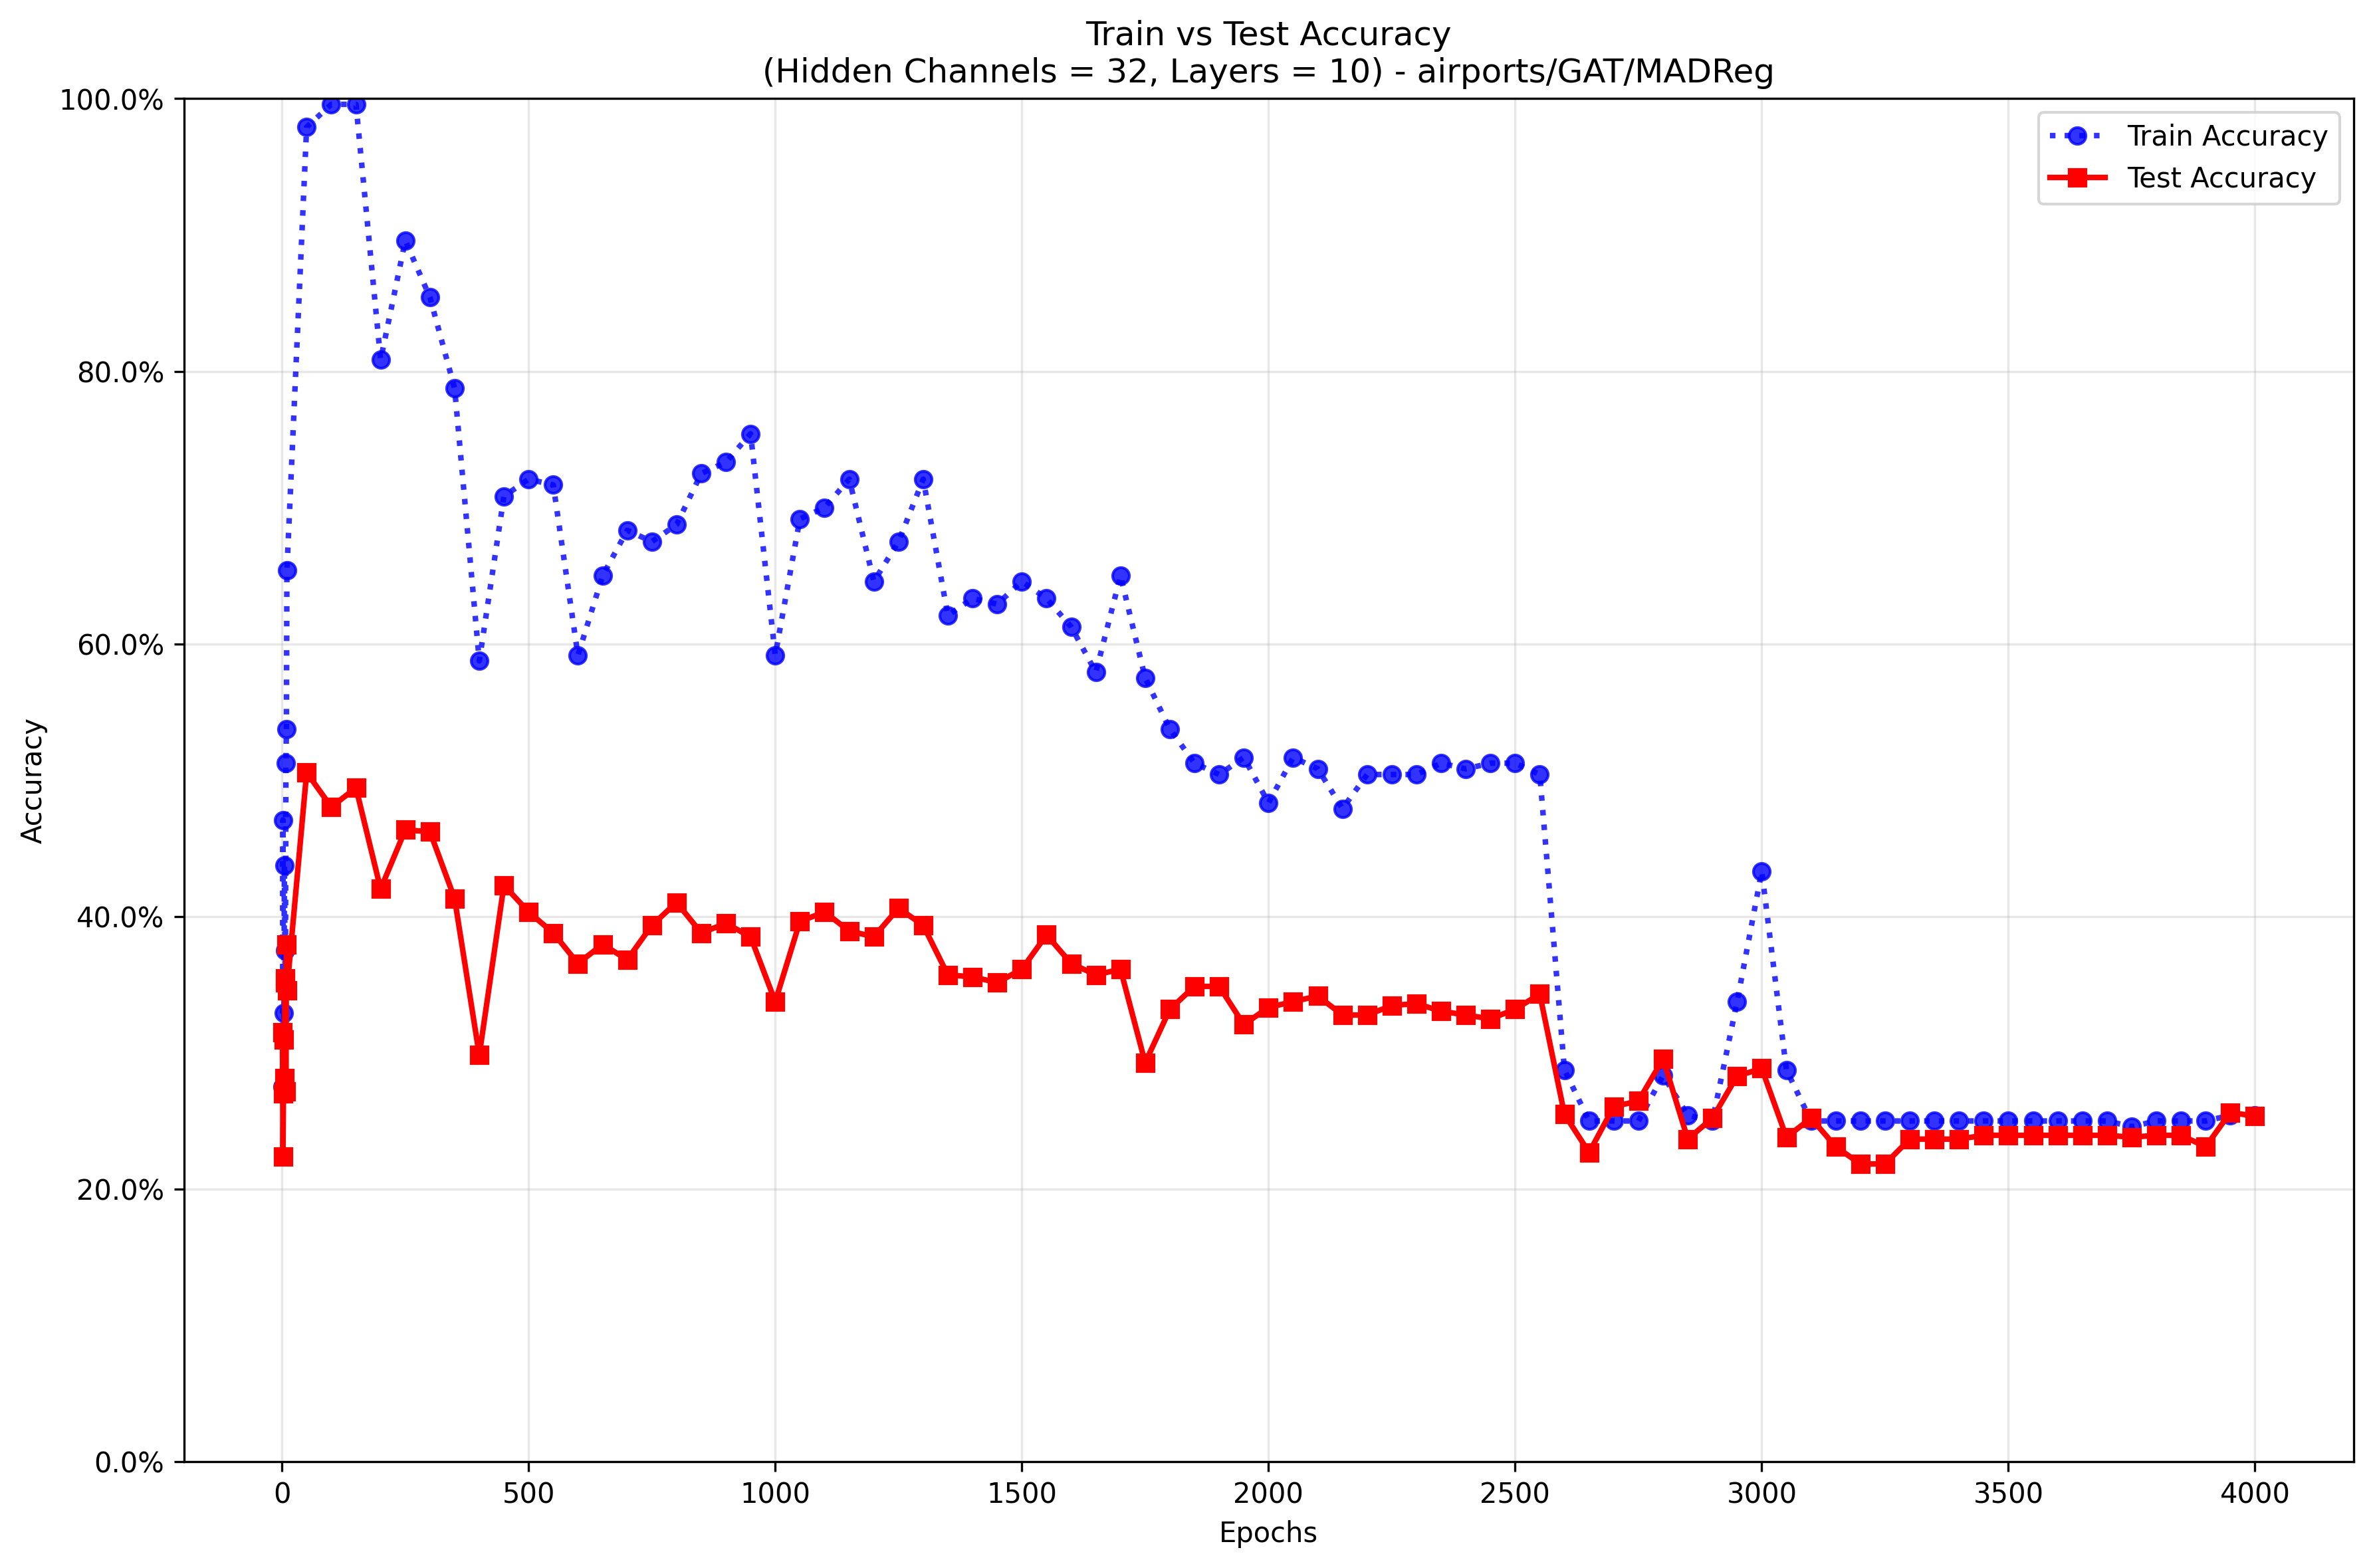 Train vs Test Accuracy
(Hidden Channels = 32, Layers = 10) - airports/GAT/MADReg
100.0%
80.0%
60.0%
40.0%
20.0%
0.0%
Accuracy
Train Accuracy
Test Accuracy
0
500
1000
1500
2000
2500
3000
3500
4000
Epochs